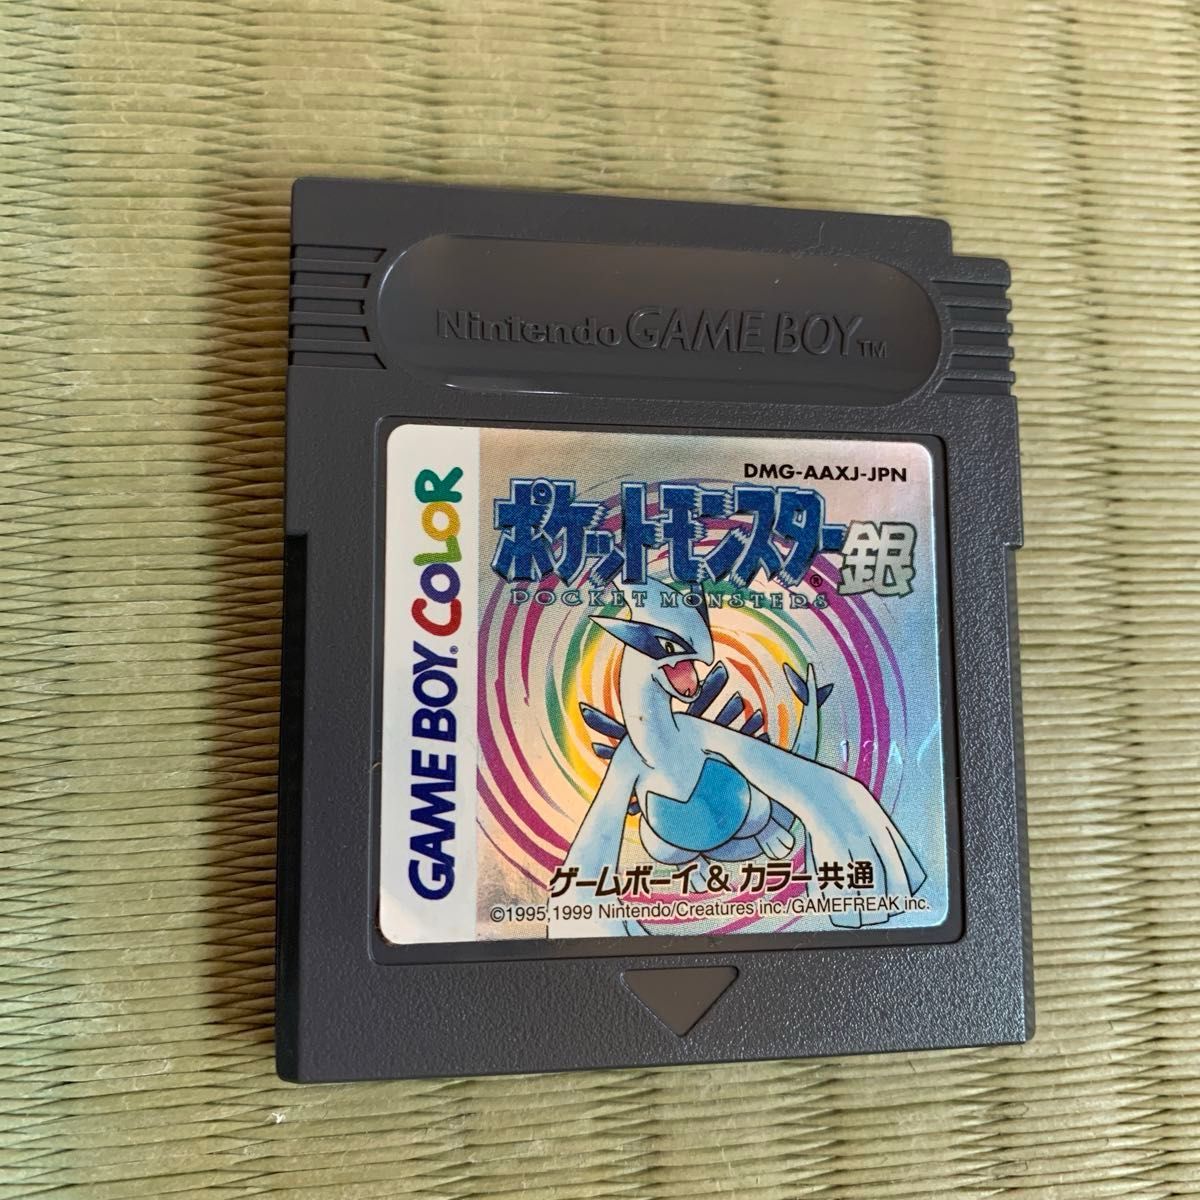 Nintendo GAME BOY™
GAME BOY® COLOR
DMG-AAXJ-JPN
ポケットモンスター® 銀
POCKET MONSTERS
ゲームボーイ & カラー共通
©1995,1999 Nintendo/Creatures inc./GAMEFREAK inc.